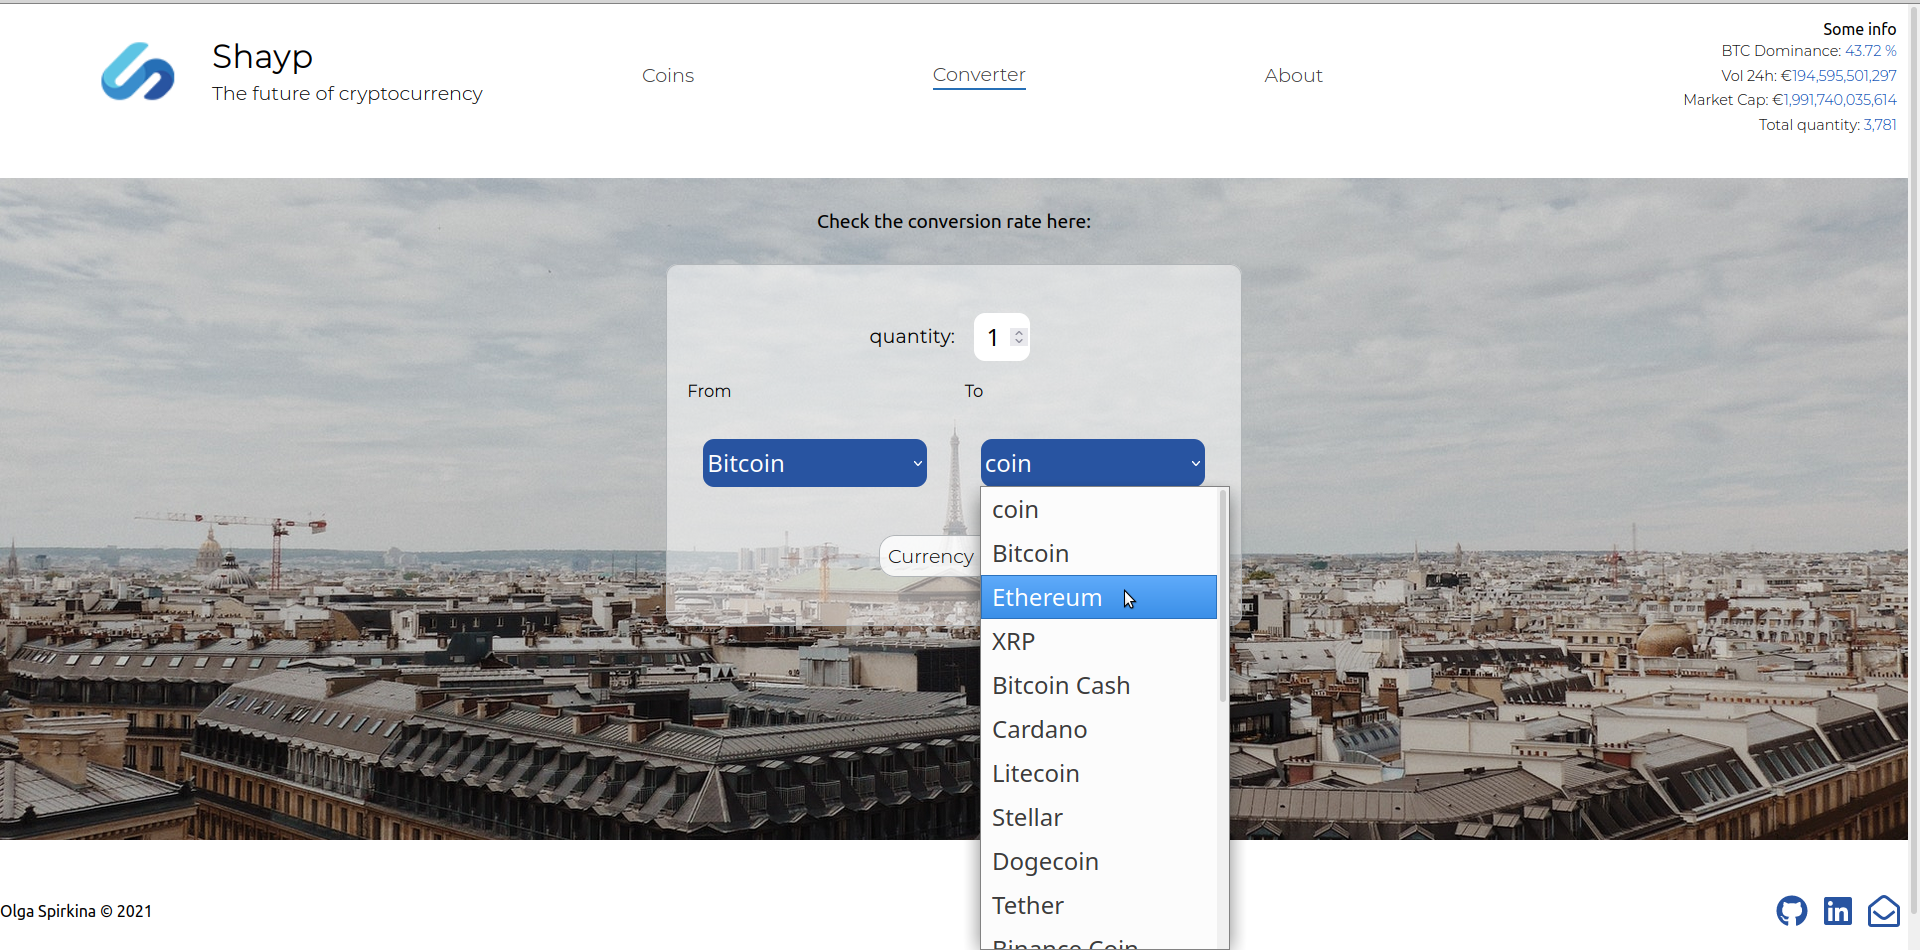 Shayp
The future of cryptocurrency
Coins
Converter
About
Some info
BTC Dominance: 43.72 %
Vol 24h: €194,595,501,297
Market Cap: €1,991,740,035,614
Total quantity: 3,781
Check the conversion rate here:
quantity: 1
From
To
Bitcoin
coin
Currency
coin
Bitcoin
Ethereum
XRP
Bitcoin Cash
Cardano
Litecoin
Stellar
Dogecoin
Tether
Binance Coin
Olga Spirkina © 2021
in